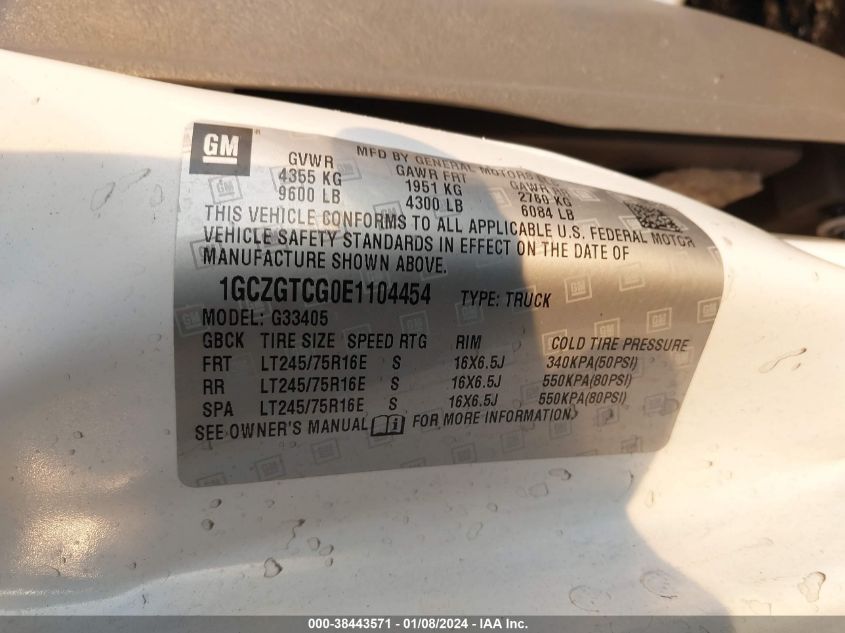 GM
MFD BY GENERAL MOTORS
GVWR GAWR FRT GAWR RR
4355 KG 1951 KG 2760 KG
9600 LB 4300 LB 6084 LB
THIS VEHICLE CONFORMS TO ALL APPLICABLE U.S. FEDERAL MOTOR
VEHICLE SAFETY STANDARDS IN EFFECT ON THE DATE OF
MANUFACTURE SHOWN ABOVE.
1GCZGTCG0E1104454 TYPE: TRUCK
MODEL: G33405
GBCK TIRE SIZE SPEED RTG RIM COLD TIRE PRESSURE
FRT LT245/75R16E S 16X6.5J 340KPA(50PSI)
RR LT245/75R16E S 16X6.5J 550KPA(80PSI)
SPA LT245/75R16E S 16X6.5J 550KPA(80PSI)
SEE OWNER'S MANUAL FOR MORE INFORMATION.
000-38443571 - 01/08/2024 - IAA Inc.